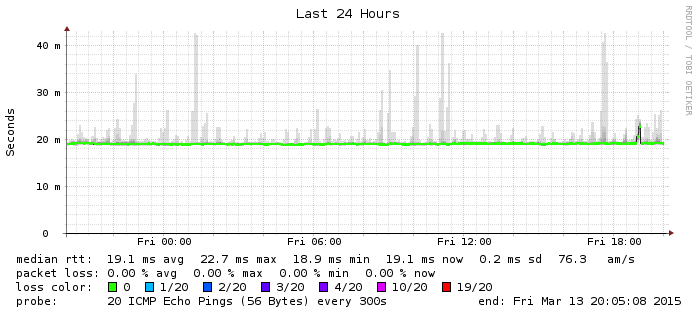 Last 24 Hours
RRDTOOL / TOBI OETIKER
Seconds
40 m
30 m
20 m
10 m
0
Fri 00:00 Fri 06:00 Fri 12:00 Fri 18:00
median rtt: 19.1 ms avg 22.7 ms max 18.9 ms min 19.1 ms now 0.2 ms sd 76.3 am/s
packet loss: 0.00 % avg 0.00 % max 0.00 % min 0.00 % now
loss color: 0 1/20 2/20 3/20 4/20 10/20 19/20
probe: 20 ICMP Echo Pings (56 Bytes) every 300s end: Fri Mar 13 20:05:08 2015